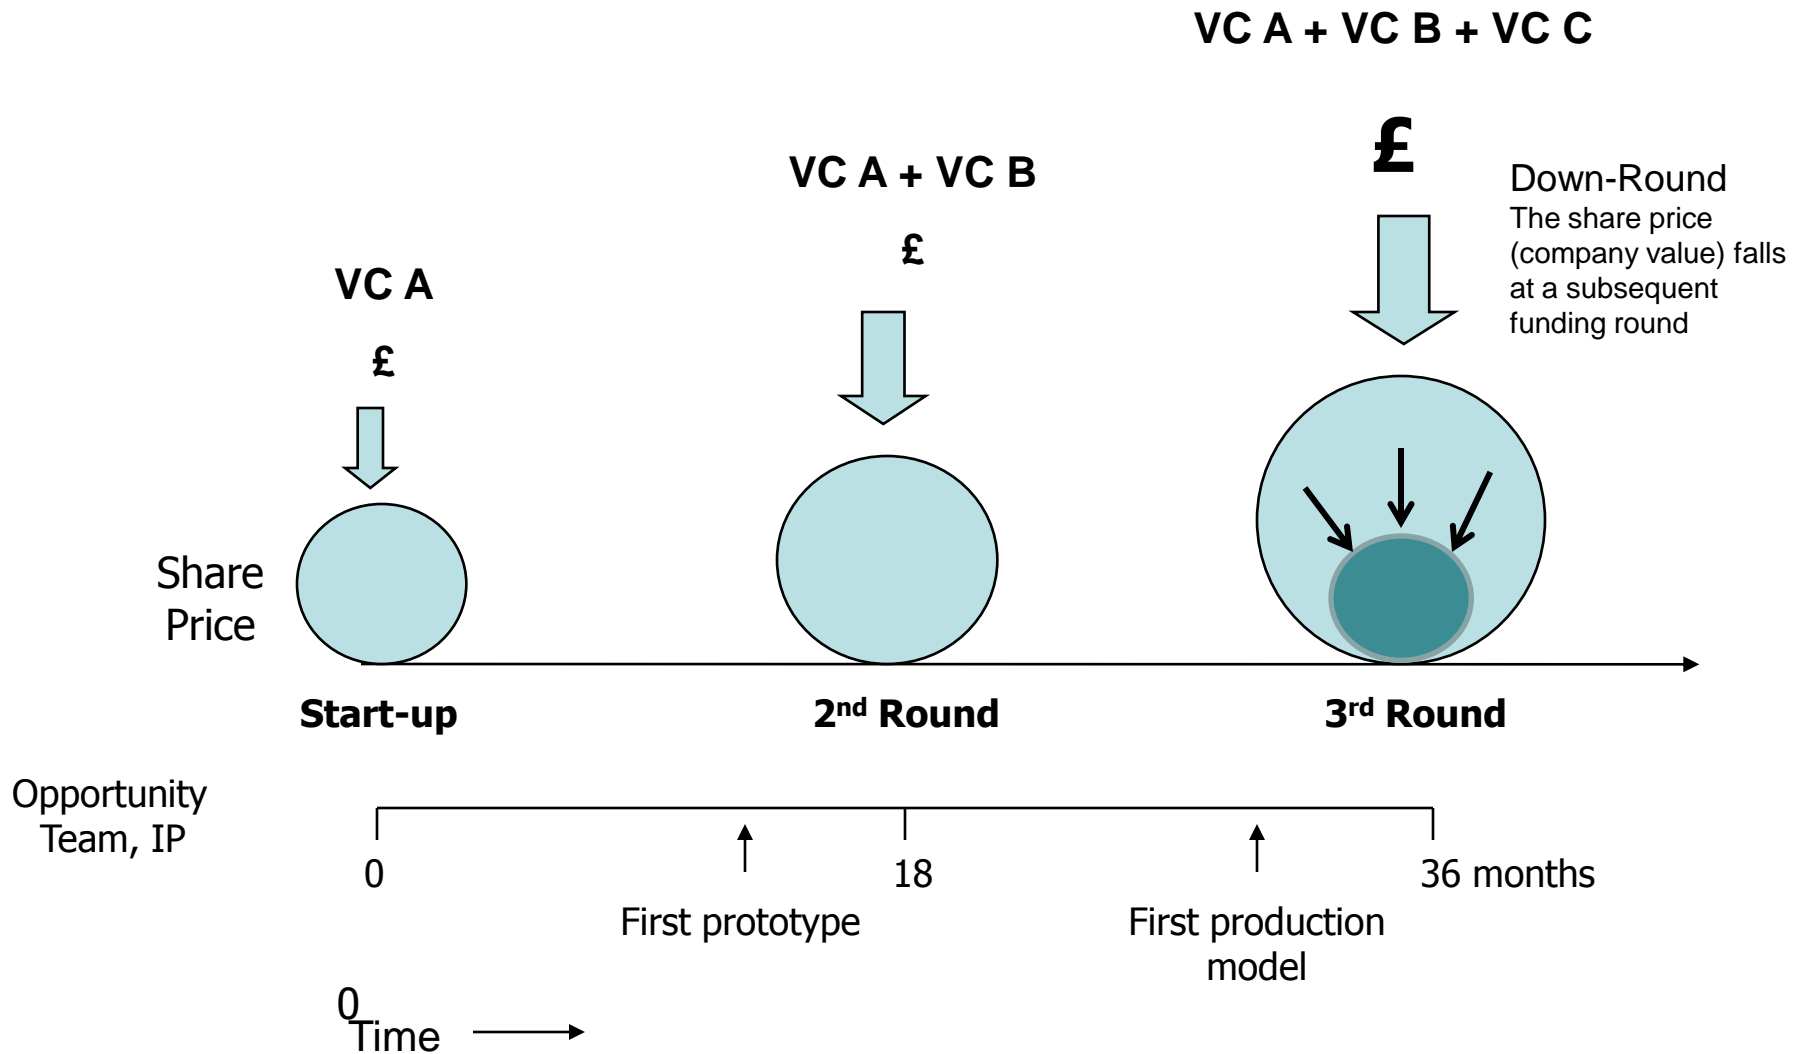 VC A + VC B + VC C
£
VC A + VC B
£
VC A
£
Down-Round
The share price
(company value) falls
at a subsequent
funding round
Share
Price
Start-up
2nd Round
3rd Round
Opportunity
Team, IP
0
18
36 months
First prototype
First production
model
0
Time